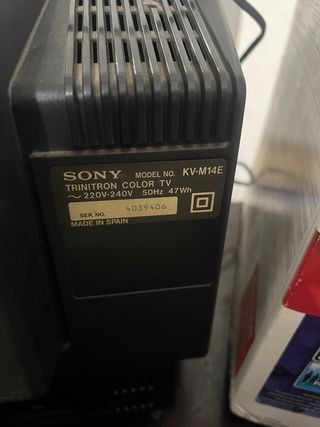 SONY MODEL NO. KV-M14E
TRINITRON COLOR TV
~ 220V-240V 50Hz 47Wh
SER. NO. 4039406
MADE IN SPAIN